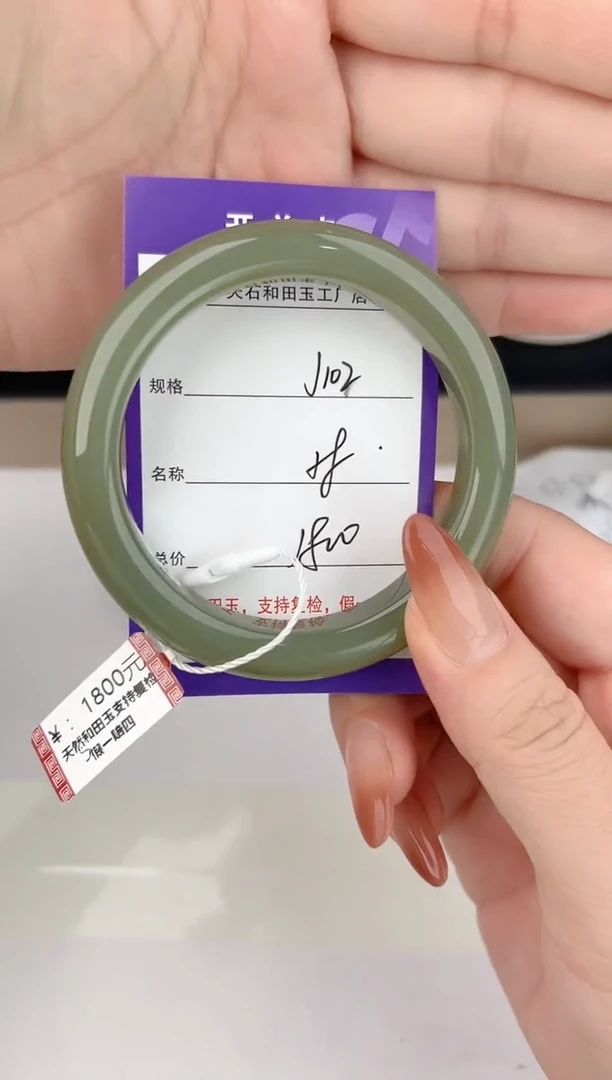 石和田玉工厂店
规格 J102
名称
总价 1800
田玉，支持复检，假
¥：1800元
天然和田玉支持复检
假一赔四